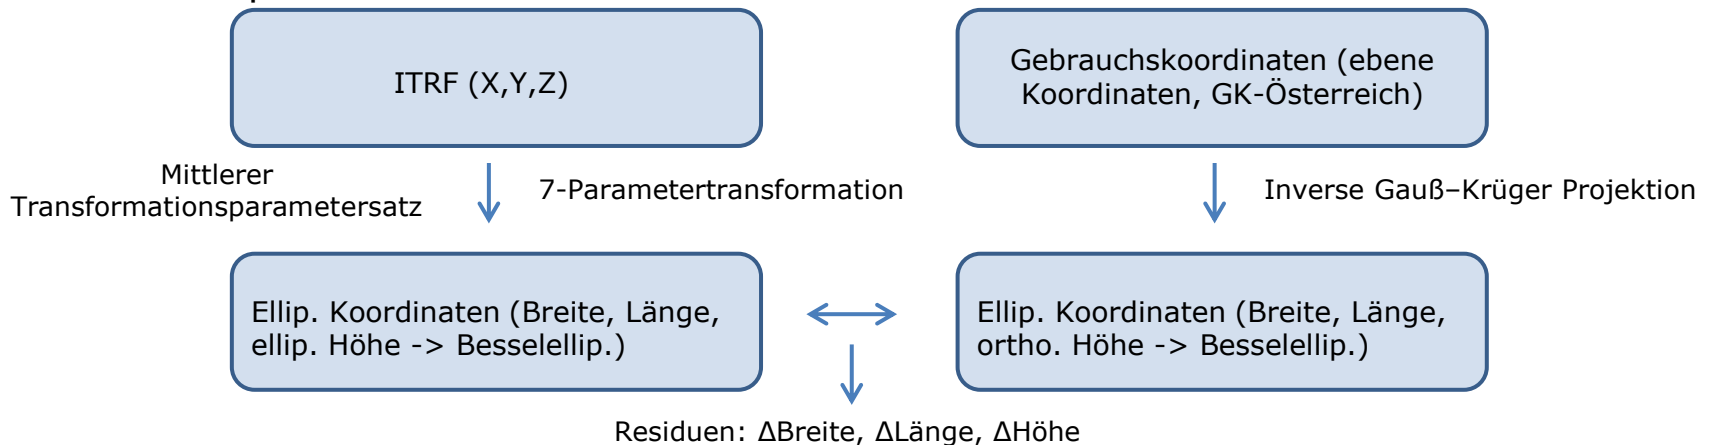 ITRF (X,Y,Z)
Gebrauchskoordinaten (ebene
Koordinaten, GK-Österreich)
Mittlerer
Transformationsparametersatz
7-Parametertransformation
Inverse Gauß–Krüger Projektion
Ellip. Koordinaten (Breite, Länge,
ellip. Höhe -> Besselellip.)
Ellip. Koordinaten (Breite, Länge,
ortho. Höhe -> Besselellip.)
Residuen: ΔBreite, ΔLänge, ΔHöhe